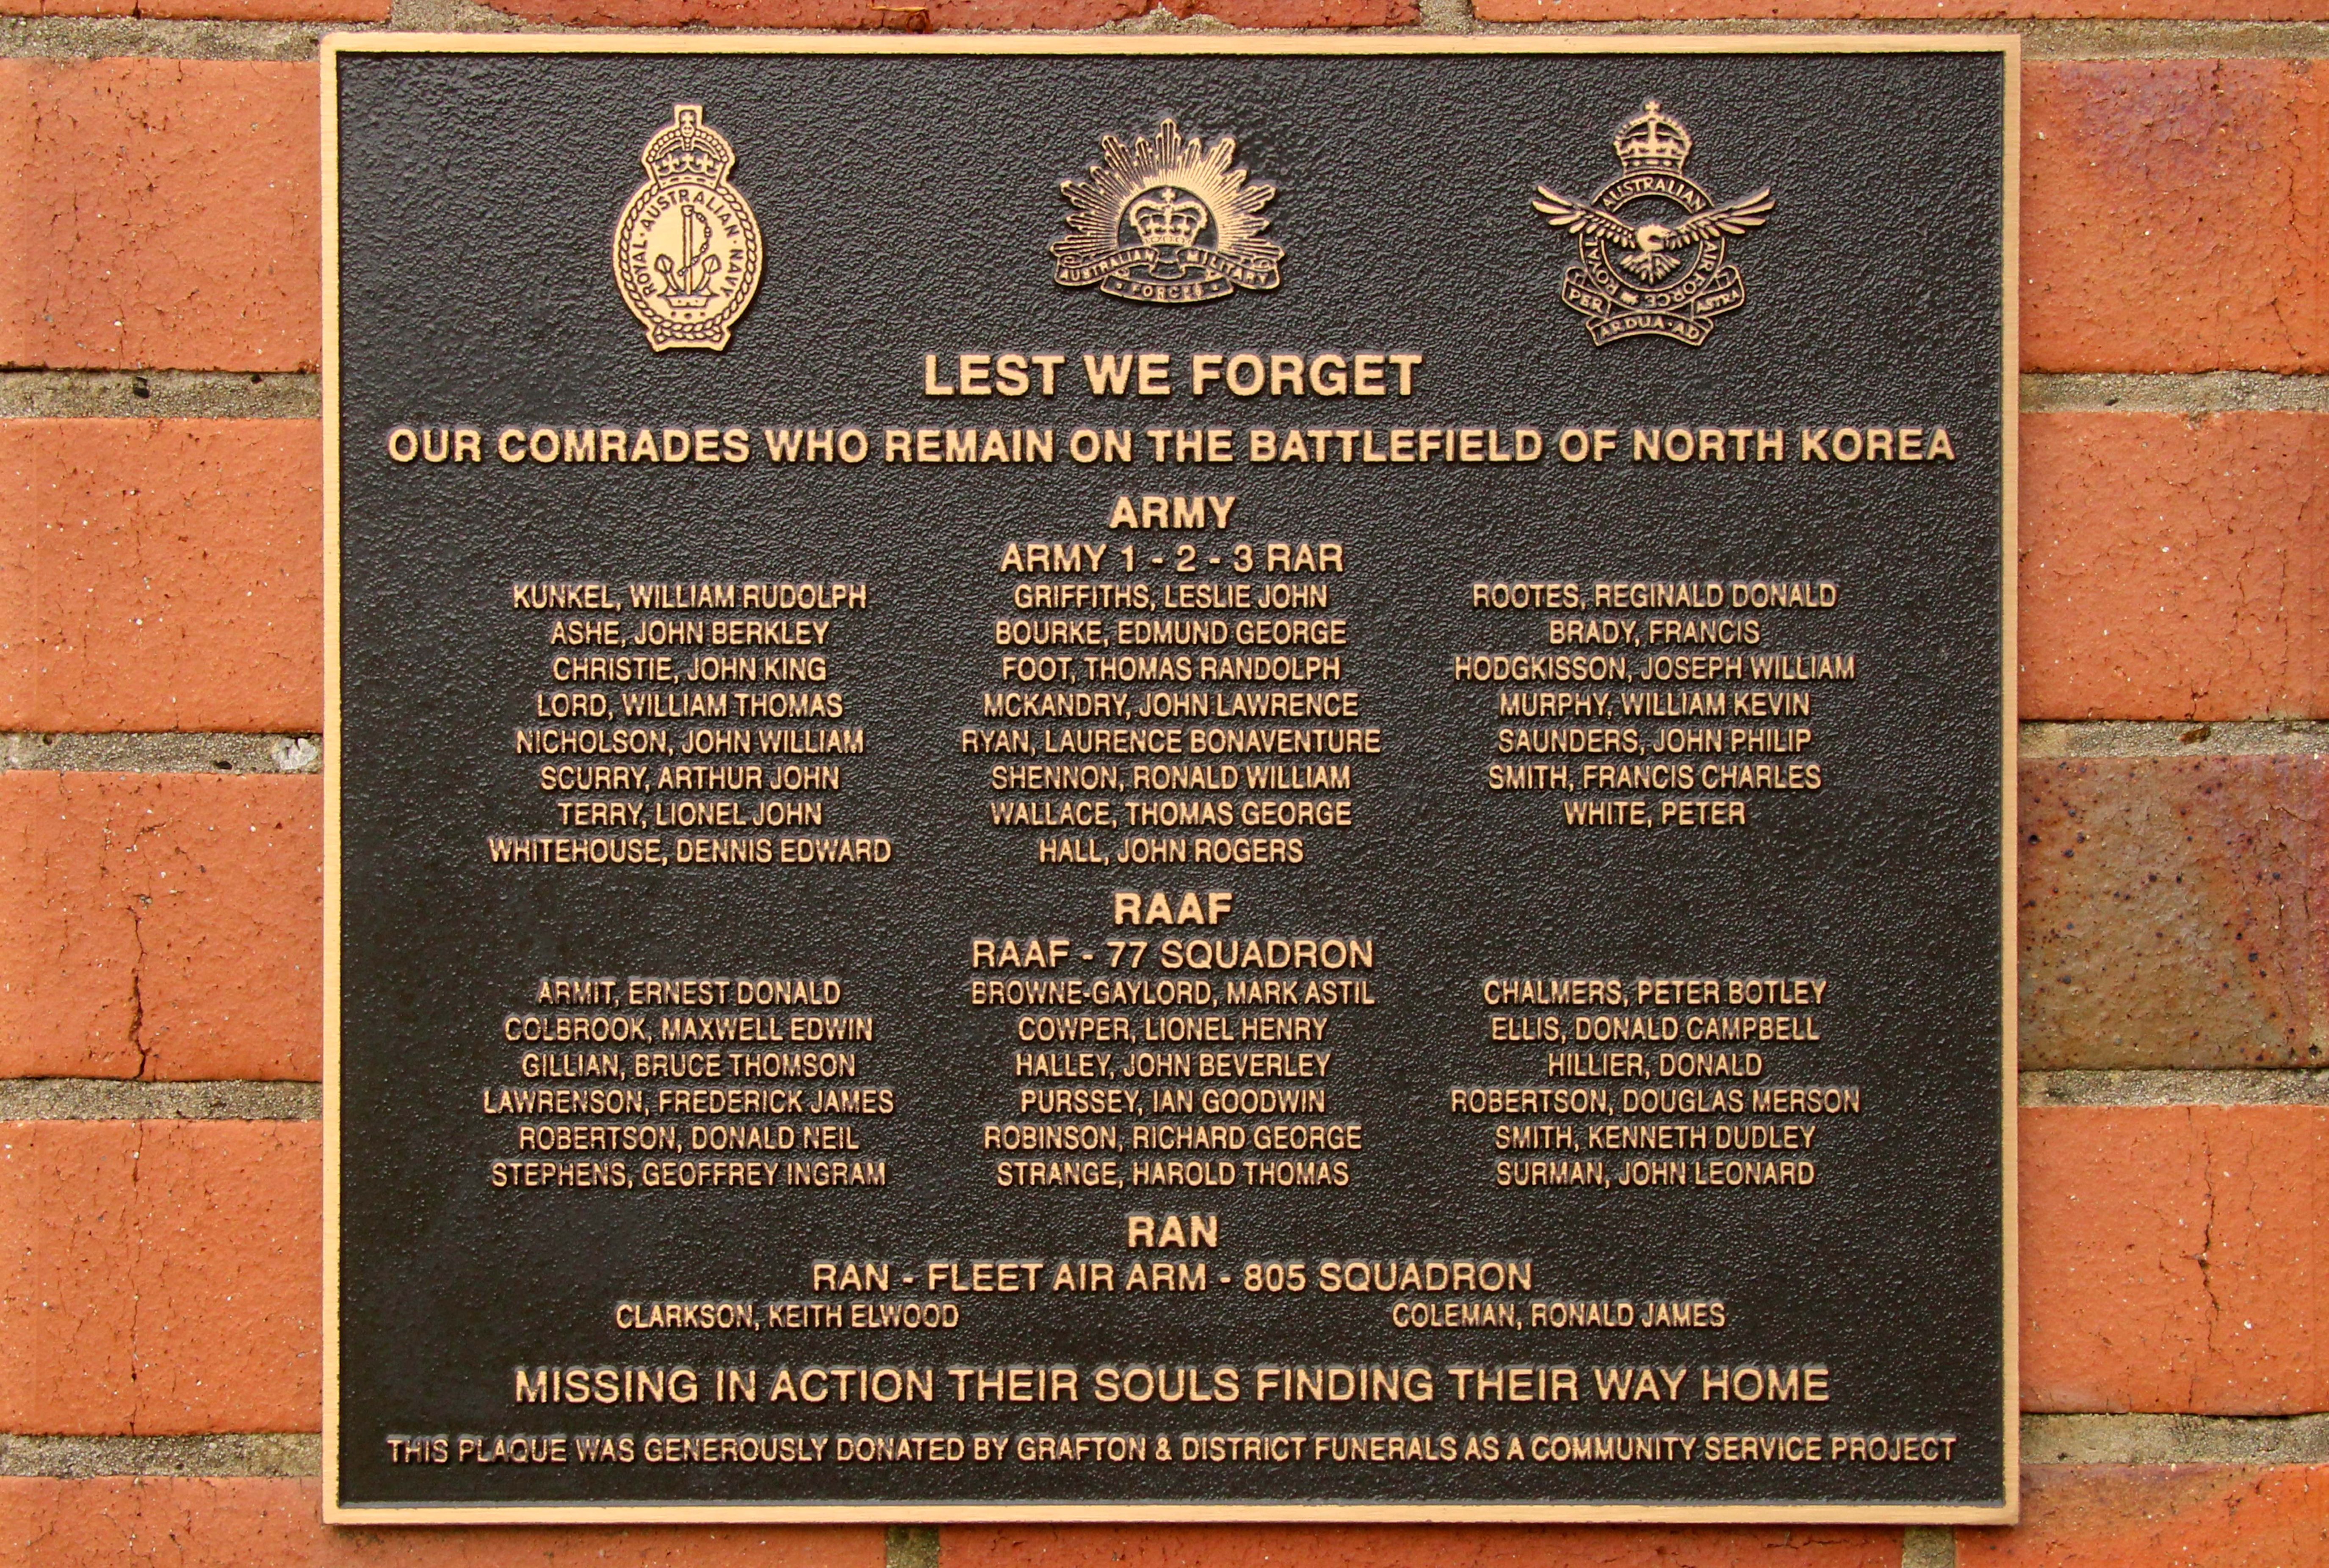 ROYAL · AUSTRALIAN · NAVY
AUSTRALIAN MILITARY
· FORCES ·
ROYAL AUSTRALIAN AIR FORCE
PER ARDUA · AD ASTRA
LEST WE FORGET
OUR COMRADES WHO REMAIN ON THE BATTLEFIELD OF NORTH KOREA
ARMY
ARMY 1 - 2 - 3 RAR
KUNKEL, WILLIAM RUDOLPH GRIFFITHS, LESLIE JOHN ROOTES, REGINALD DONALD
ASHE, JOHN BERKLEY BOURKE, EDMUND GEORGE BRADY, FRANCIS
CHRISTIE, JOHN KING FOOT, THOMAS RANDOLPH HODGKISSON, JOSEPH WILLIAM
LORD, WILLIAM THOMAS MCKANDRY, JOHN LAWRENCE MURPHY, WILLIAM KEVIN
NICHOLSON, JOHN WILLIAM RYAN, LAURENCE BONAVENTURE SAUNDERS, JOHN PHILIP
SCURRY, ARTHUR JOHN SHENNON, RONALD WILLIAM SMITH, FRANCIS CHARLES
TERRY, LIONEL JOHN WALLACE, THOMAS GEORGE WHITE, PETER
WHITEHOUSE, DENNIS EDWARD HALL, JOHN ROGERS
RAAF
RAAF - 77 SQUADRON
ARMIT, ERNEST DONALD BROWNE-GAYLORD, MARK ASTIL CHALMERS, PETER BOTLEY
COLBROOK, MAXWELL EDWIN COWPER, LIONEL HENRY ELLIS, DONALD CAMPBELL
GILLIAN, BRUCE THOMSON HALLEY, JOHN BEVERLEY HILLIER, DONALD
LAWRENSON, FREDERICK JAMES PURSSEY, IAN GOODWIN ROBERTSON, DOUGLAS MERSON
ROBERTSON, DONALD NEIL ROBINSON, RICHARD GEORGE SMITH, KENNETH DUDLEY
STEPHENS, GEOFFREY INGRAM STRANGE, HAROLD THOMAS SURMAN, JOHN LEONARD
RAN
RAN - FLEET AIR ARM - 805 SQUADRON
CLARKSON, KEITH ELWOOD COLEMAN, RONALD JAMES
MISSING IN ACTION THEIR SOULS FINDING THEIR WAY HOME
THIS PLAQUE WAS GENEROUSLY DONATED BY GRAFTON & DISTRICT FUNERALS AS A COMMUNITY SERVICE PROJECT